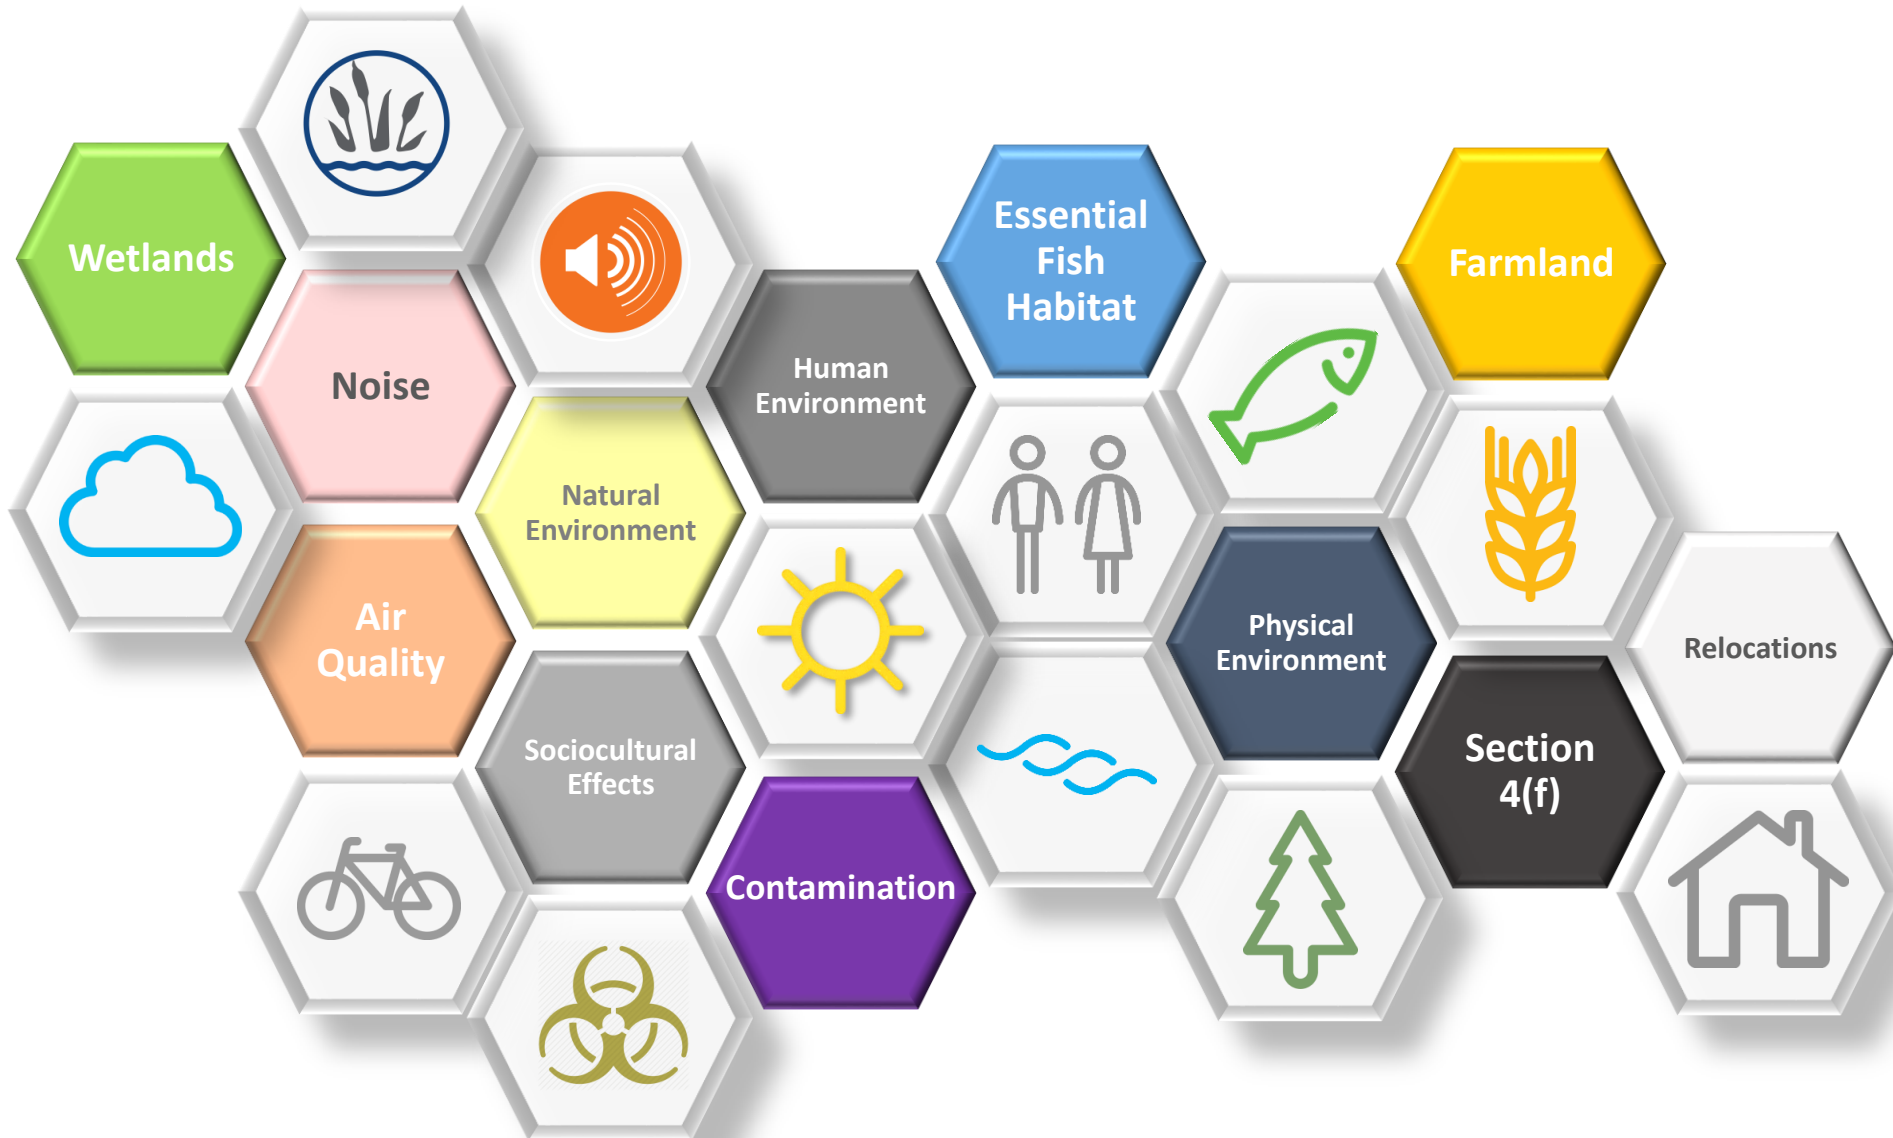 Wetlands
Essential
Fish
Habitat
Farmland
Noise
Human
Environment
Natural
Environment
Air
Quality
Physical
Environment
Relocations
Sociocultural
Effects
Section
4(f)
Contamination